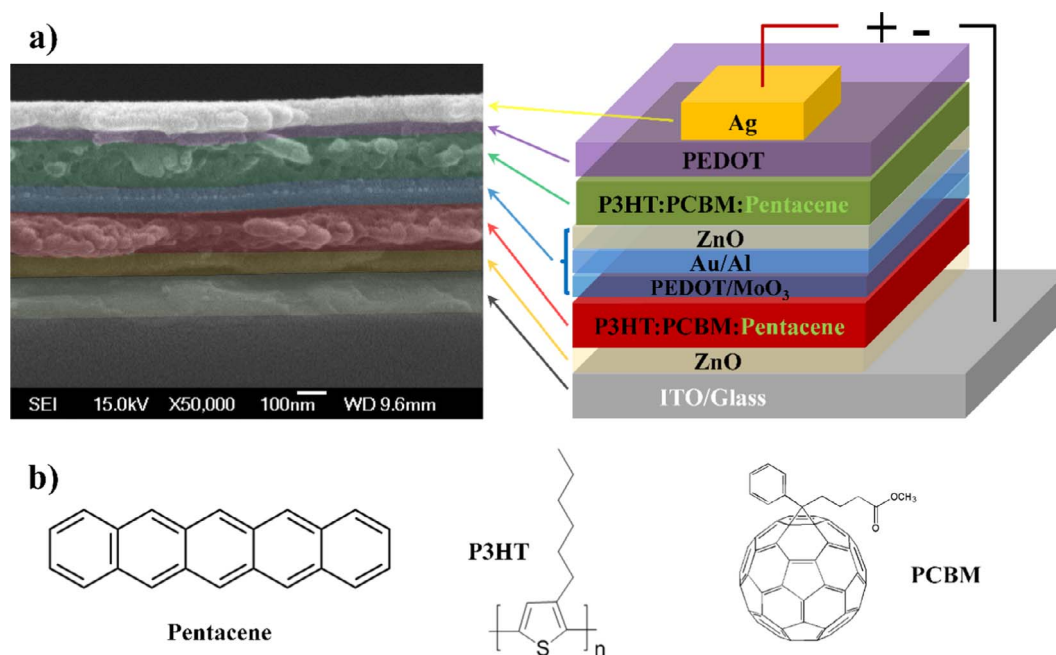 a)
+ -
Ag
PEDOT
P3HT:PCBM:Pentacene
ZnO
Au/Al
PEDOT/MoO₃
P3HT:PCBM:Pentacene
ZnO
ITO/Glass
SEI 15.0kV X50,000 100nm WD 9.6mm
b)
Pentacene
P3HT
S
n
OCH₃
O
PCBM